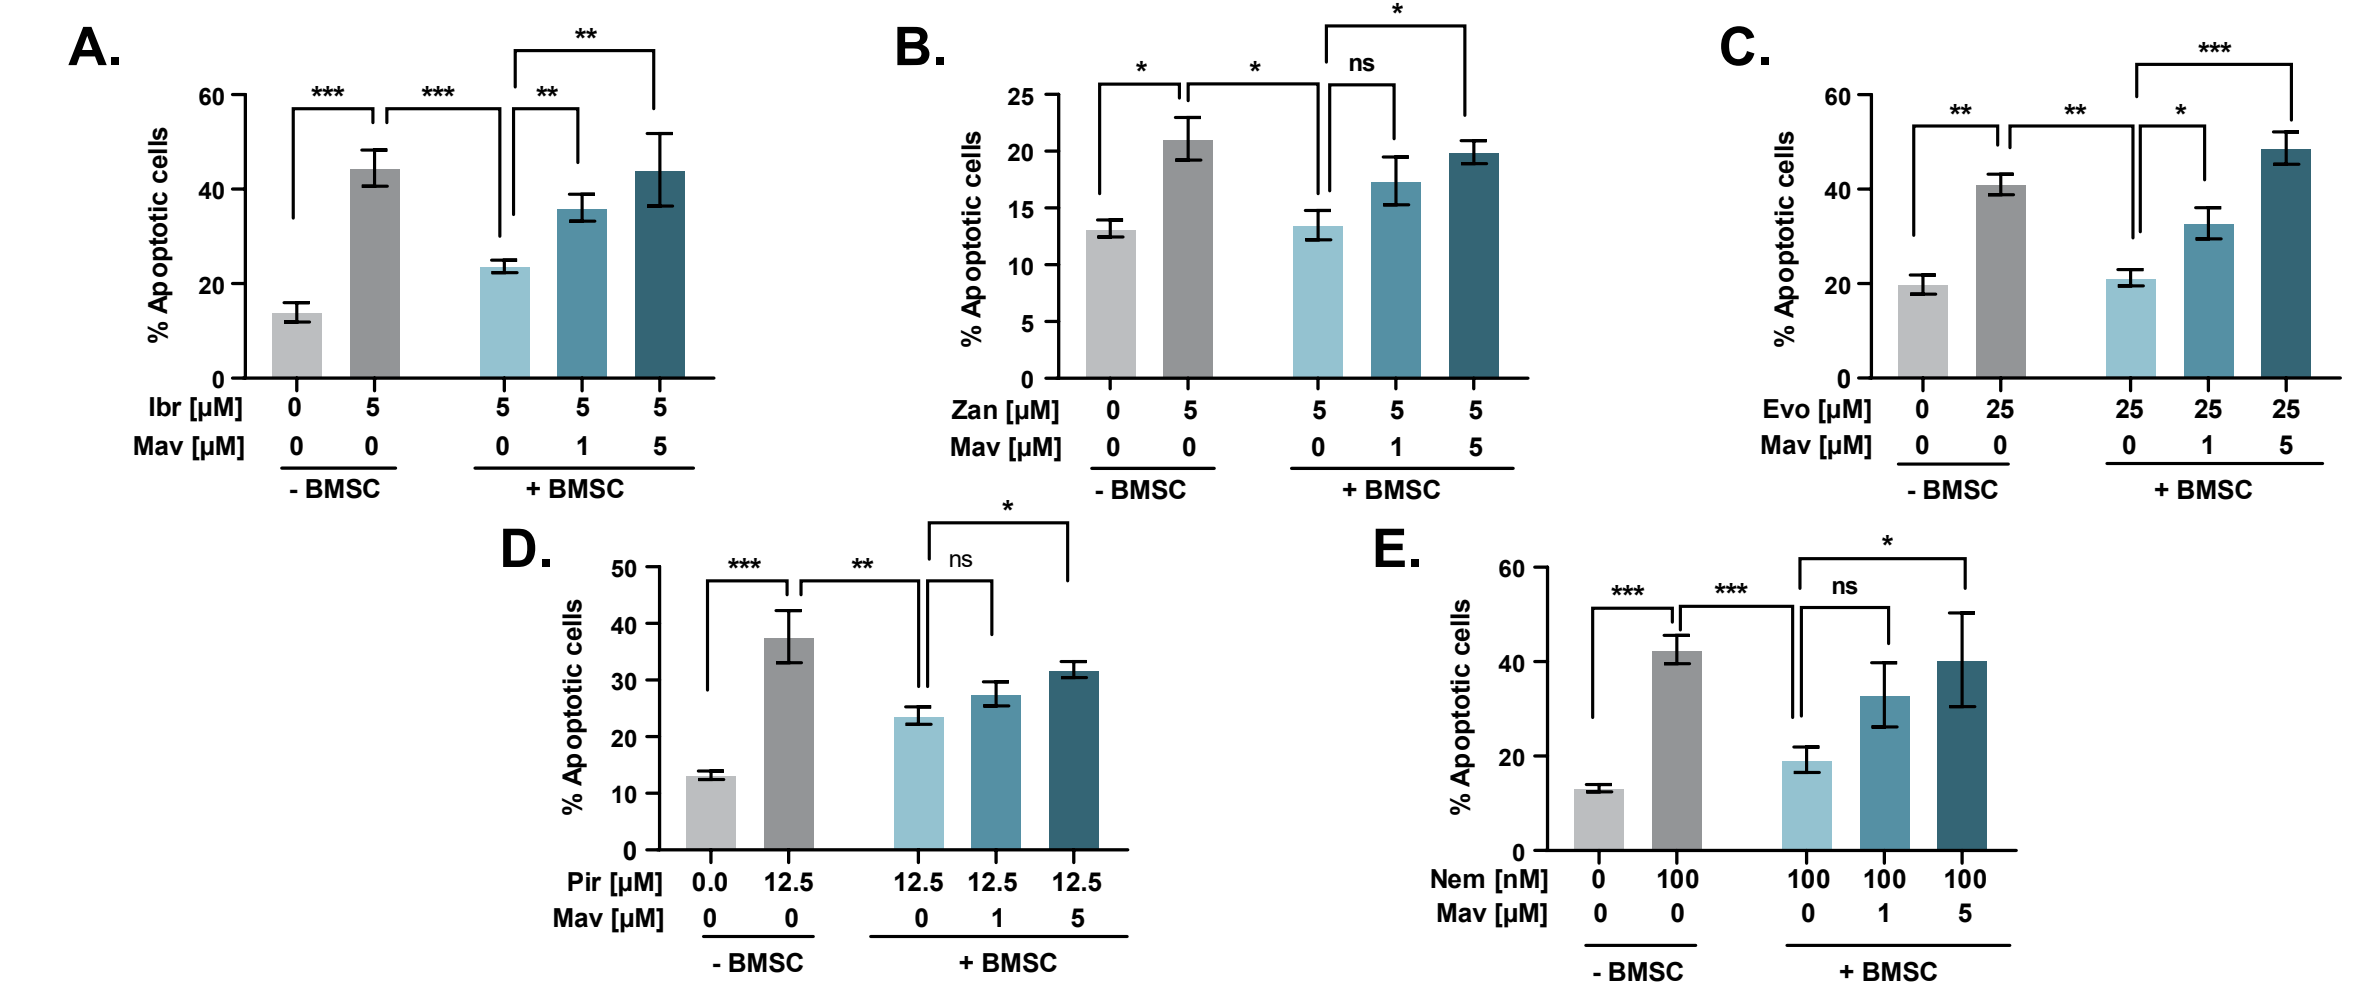 A.
**
*** *** **
60
40
20
0
% Apoptotic cells
Ibr [µM] 0 5 5 5 5
Mav [µM] 0 0 0 1 5
- BMSC + BMSC
B.
*
* * ns
25
20
15
10
5
0
% Apoptotic cells
Zan [µM] 0 5 5 5 5
Mav [µM] 0 0 0 1 5
- BMSC + BMSC
C.
***
** ** *
60
40
20
0
% Apoptotic cells
Evo [µM] 0 25 25 25 25
Mav [µM] 0 0 0 1 5
- BMSC + BMSC
D.
*
*** ** ns
50
40
30
20
10
0
% Apoptotic cells
Pir [µM] 0.0 12.5 12.5 12.5 12.5
Mav [µM] 0 0 0 1 5
- BMSC + BMSC
E.
*
*** *** ns
60
40
20
0
% Apoptotic cells
Nem [nM] 0 100 100 100 100
Mav [µM] 0 0 0 1 5
- BMSC + BMSC